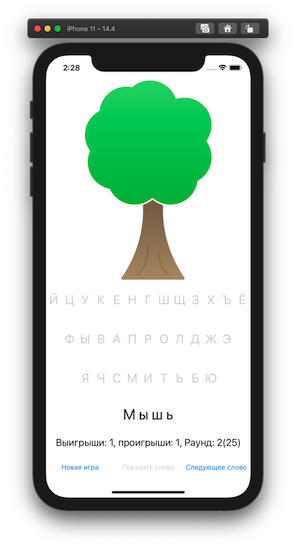 iPhone 11 – 14.4
2:28
Й Ц У К Е Н Г Ш Щ З Х Ъ Ё
Ф Ы В А П Р О Л Д Ж Э
Я Ч С М И Т Ь Б Ю
М ы ш ь
Выигрыши: 1, проигрыши: 1, Раунд: 2(25)
Новая игра Показать слово Следующее слово